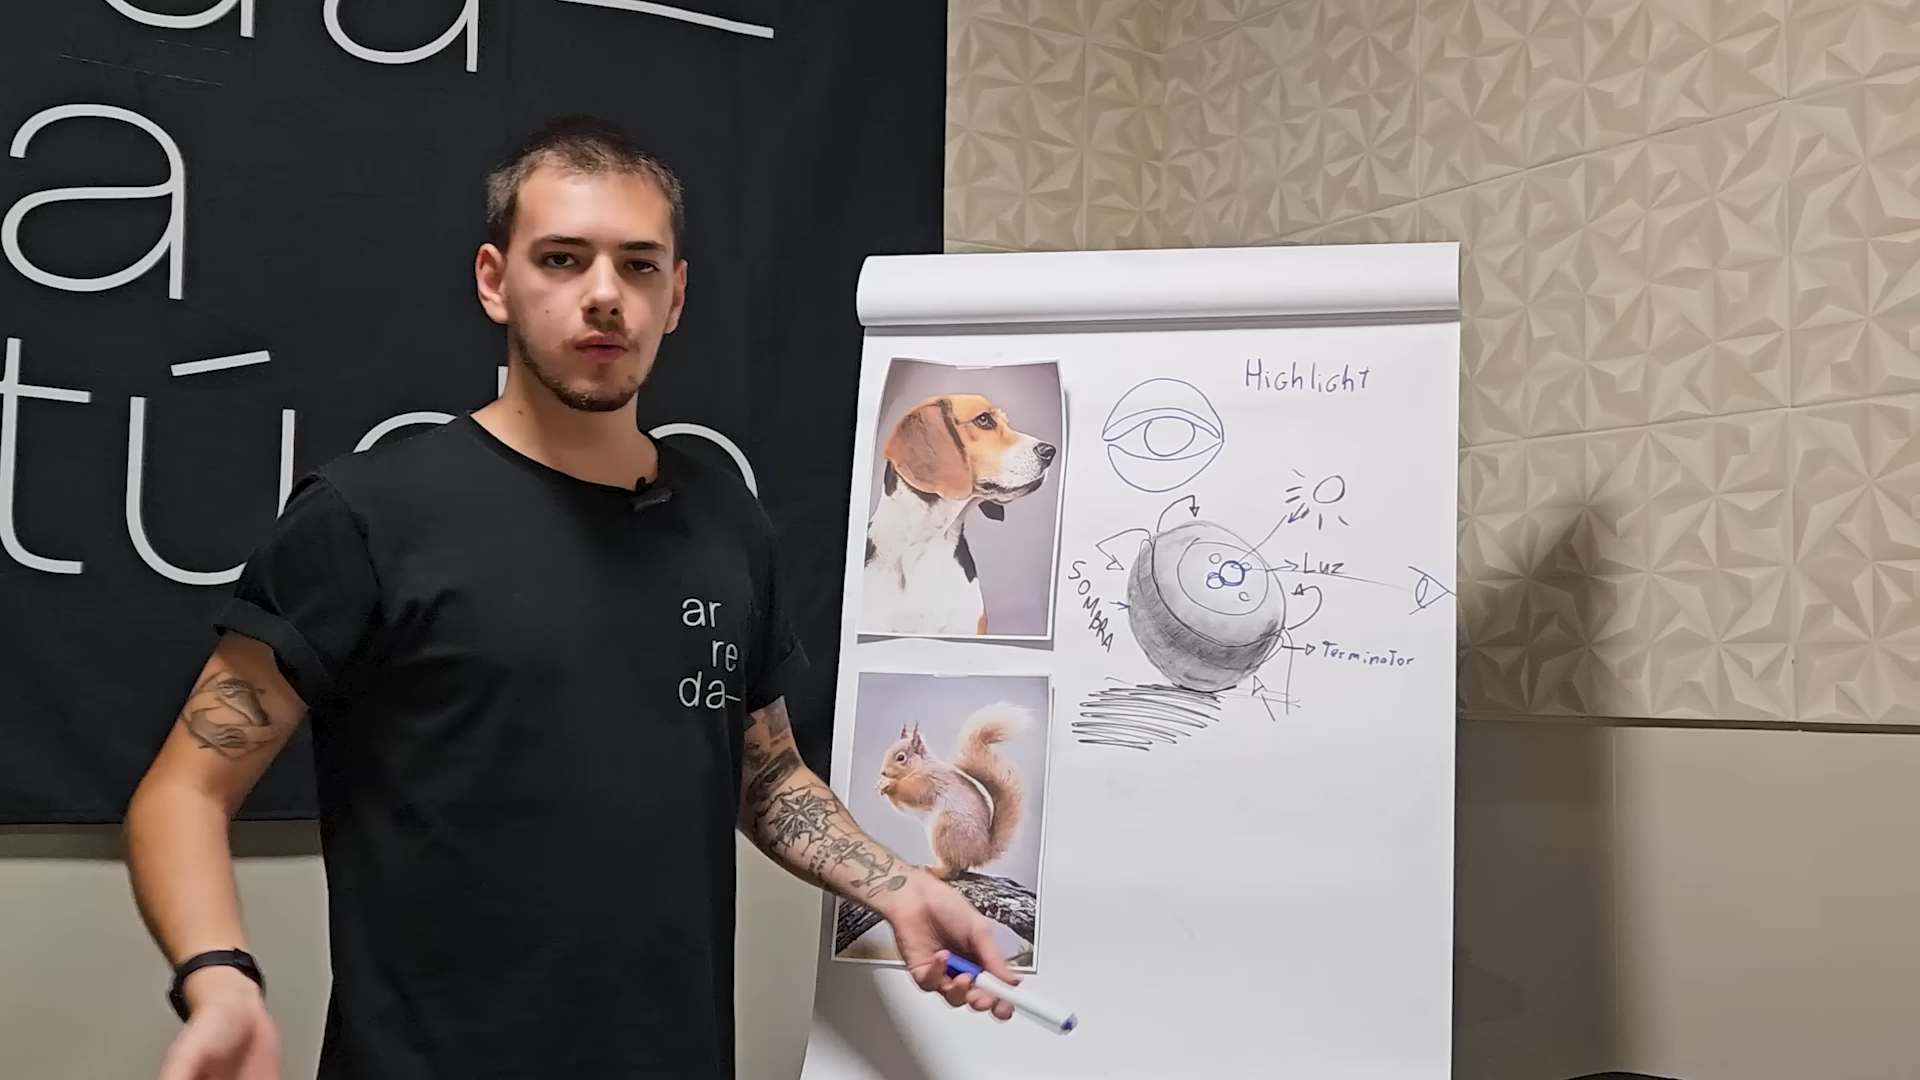 a
ar
re
da—
Highlight
Luz
SOMBRA
Terminator